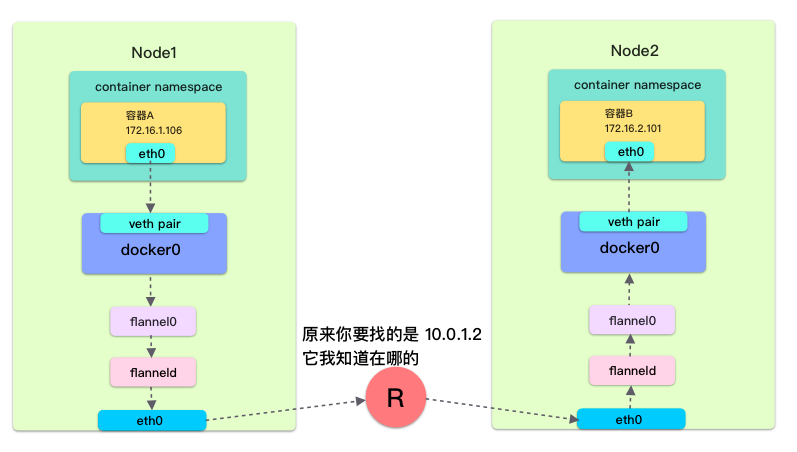 Node1
container namespace
容器A
172.16.1.106
eth0
veth pair
docker0
flannel0
flanneld
eth0
原来你要找的是 10.0.1.2
它我知道在哪的
R
Node2
container namespace
容器B
172.16.2.101
eth0
veth pair
docker0
flannel0
flanneld
eth0